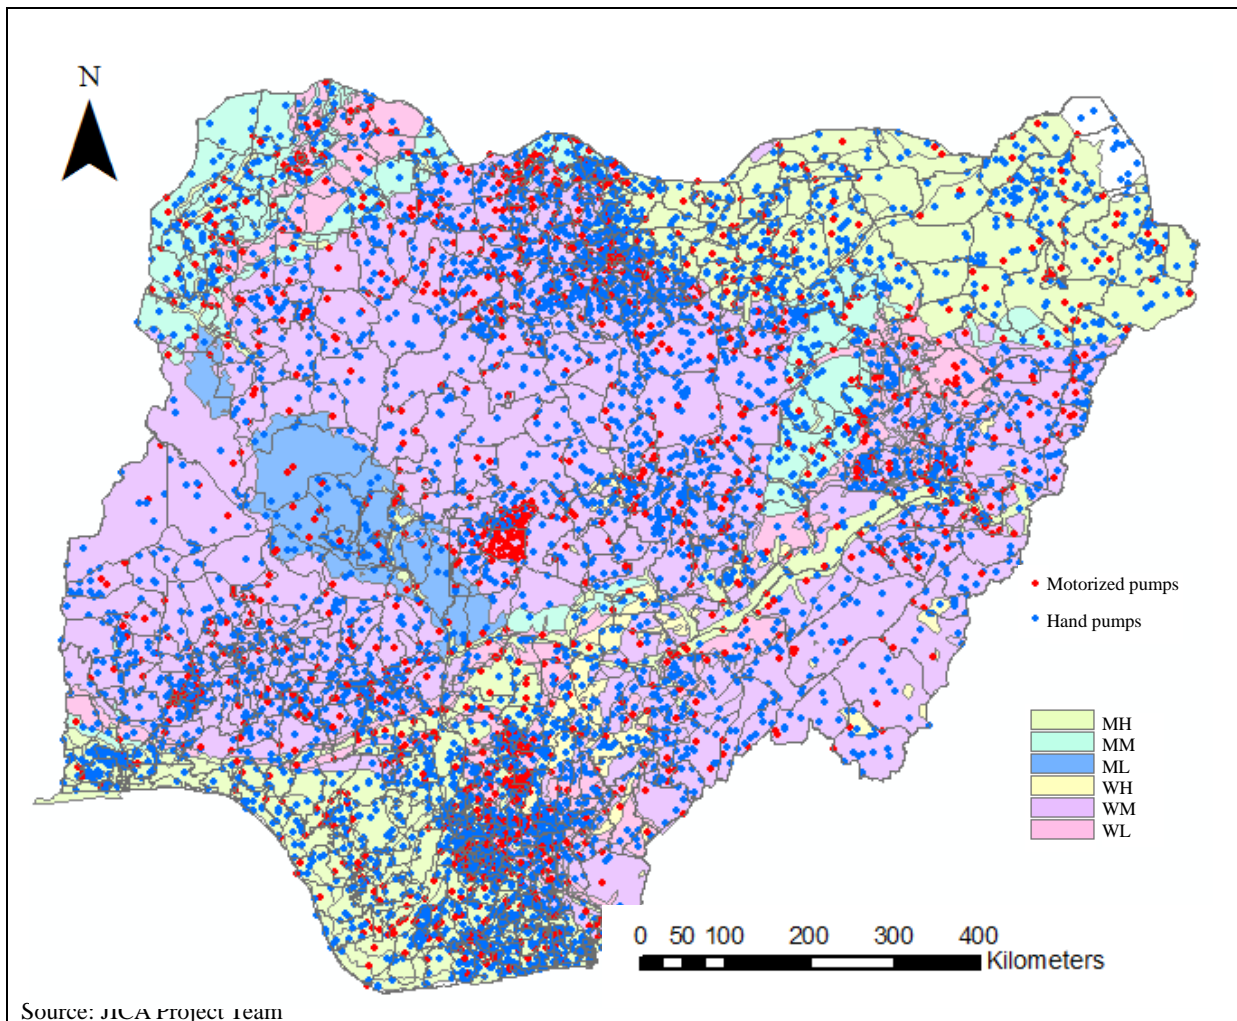 N
Motorized pumps
Hand pumps
MH
MM
ML
WH
WM
WL
0 50 100 200 300 400
Kilometers
Source: JICA Project Team